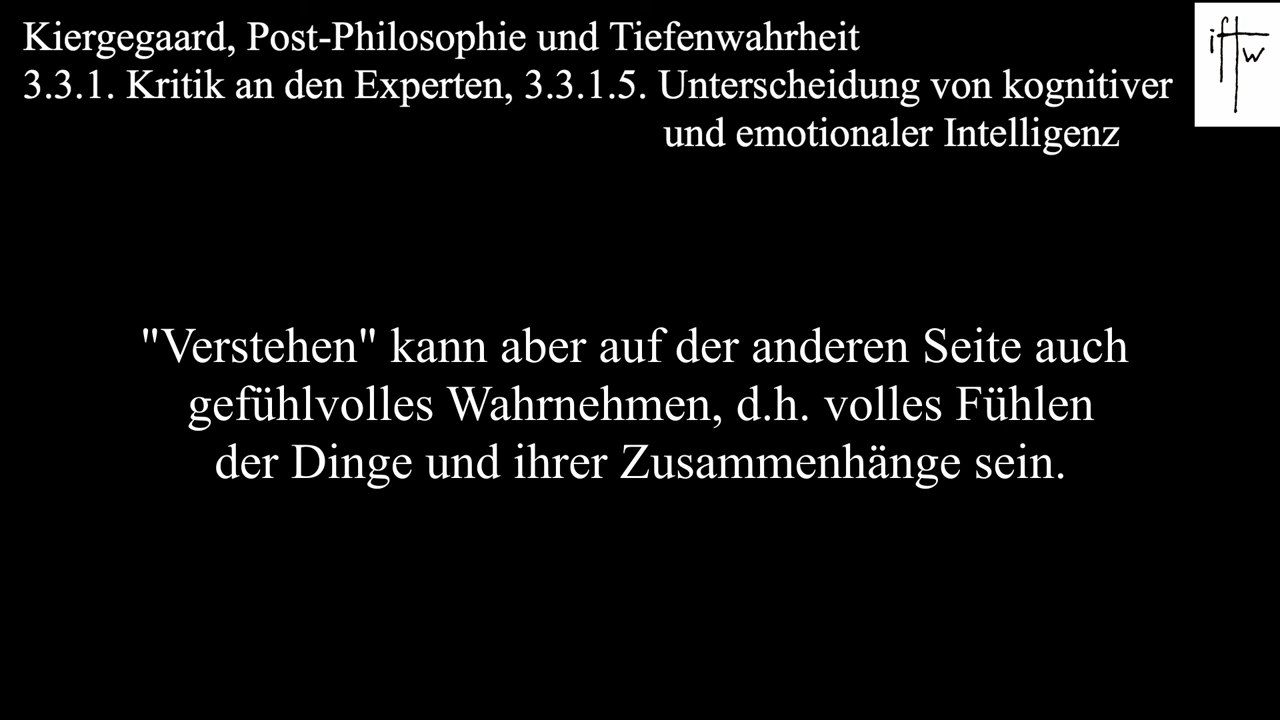 Kiergegaard, Post-Philosophie und Tiefenwahrheit
3.3.1. Kritik an den Experten, 3.3.1.5. Unterscheidung von kognitiver
und emotionaler Intelligenz
iftw
"Verstehen" kann aber auf der anderen Seite auch
gefühlvolles Wahrnehmen, d.h. volles Fühlen
der Dinge und ihrer Zusammenhänge sein.